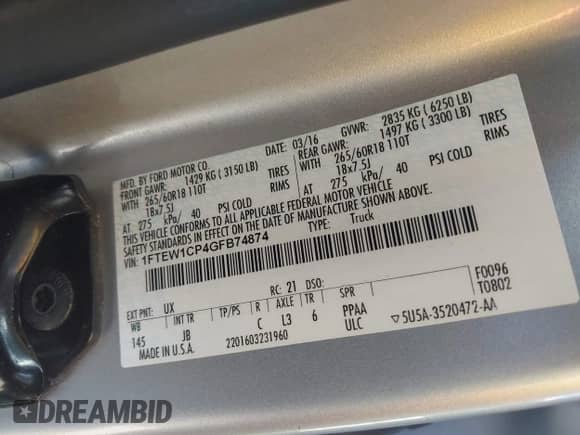 MFD. BY FORD MOTOR CO.
DATE: 03/16 GVWR: 2835 KG ( 6250 LB)
FRONT GAWR: 1429 KG ( 3150 LB) REAR GAWR: 1497 KG ( 3300 LB)
WITH 265/60R18 110T TIRES WITH 265/60R18 110T TIRES
18x7.5J RIMS 18x7.5J RIMS
AT 275 kPa/ 40 PSI COLD AT 275 kPa/ 40 PSI COLD
THIS VEHICLE CONFORMS TO ALL APPLICABLE FEDERAL MOTOR VEHICLE
SAFETY STANDARDS IN EFFECT ON THE DATE OF MANUFACTURE SHOWN ABOVE.
VIN: 1FTEW1CP4GFB74874
TYPE: Truck
EXT PNT: UX RC: 21 DSO: F0096
WB INT TR TP/PS R AXLE TR SPR T0802
145 JB C L3 6 PPAA
MADE IN U.S.A. 2201603231960 ULC ▽5U5A-3520472-AA
DREAMBID